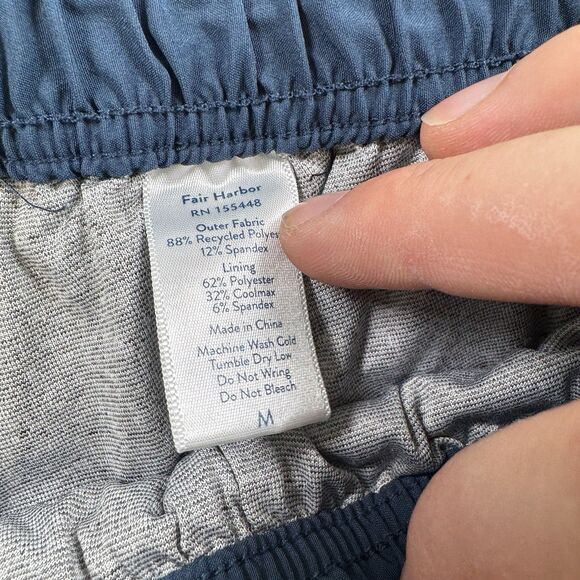 Fair Harbor
RN 155448
Outer Fabric
88% Recycled Polyes
12% Spandex
Lining
62% Polyester
32% Coolmax
6% Spandex
Made in China
Machine Wash Cold
Tumble Dry Low
Do Not Wring
Do Not Bleach
M